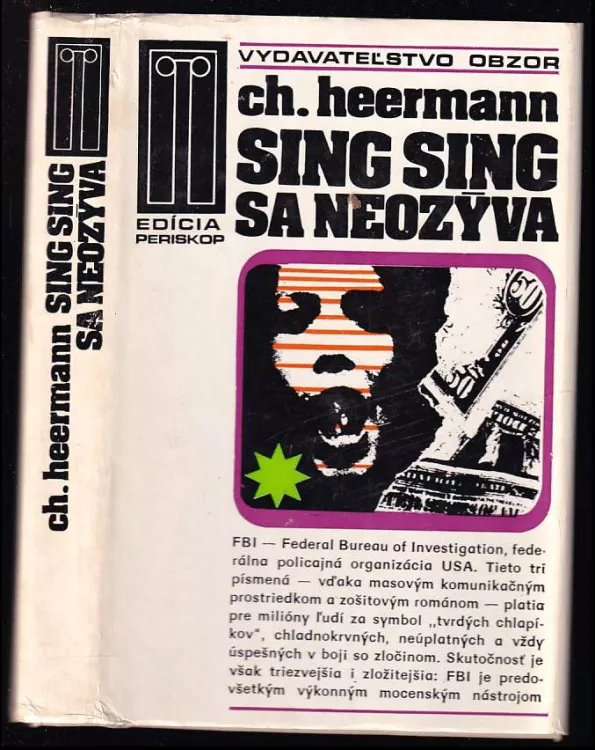 ch. heermann SING SING
SA NEOZÝVA
EDÍCIA
PERISKOP
VYDAVATEĽSTVO OBZOR
ch. heermann
SING SING
SA NEOZÝVA
50
50
FBI — Federal Bureau of Investigation, fede-
rálna policajná organizácia USA. Tieto tri
písmená — vďaka masovým komunikačným
prostriedkom a zošitovým románom — platia
pre milióny ľudí za symbol „tvrdých chlapí-
kov“, chladnokrvných, neúplatných a vždy
úspešných v boji so zločinom. Skutočnosť je
však triezvejšia i zložitejšia: FBI je predo-
všetkým výkonným mocenským nástrojom